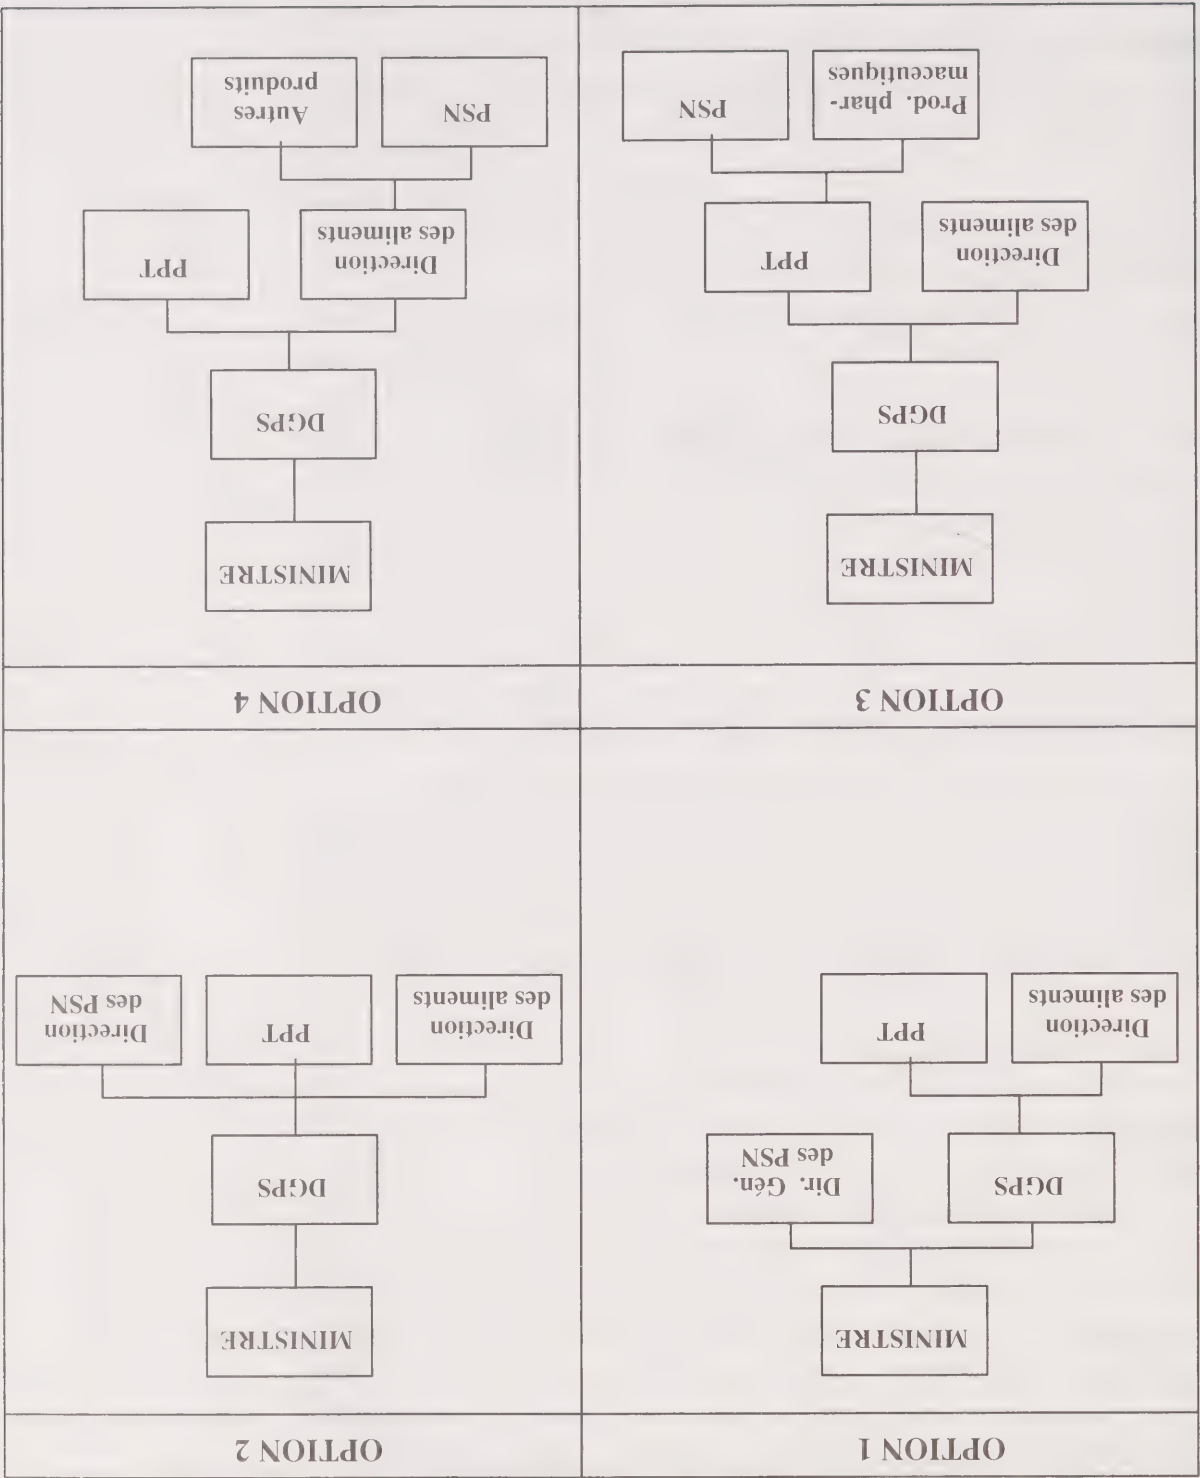 OPTION 1
MINISTRE
DGPS
Dir. Gén.
des PSN
Direction
des aliments
PPT
OPTION 2
MINISTRE
DGPS
Direction
des aliments
PPT
Direction
des PSN
OPTION 3
MINISTRE
DGPS
Direction
des aliments
PPT
Prod. phar-
maceutiques
PSN
OPTION 4
MINISTRE
DGPS
Direction
des aliments
PPT
PSN
Autres
produits